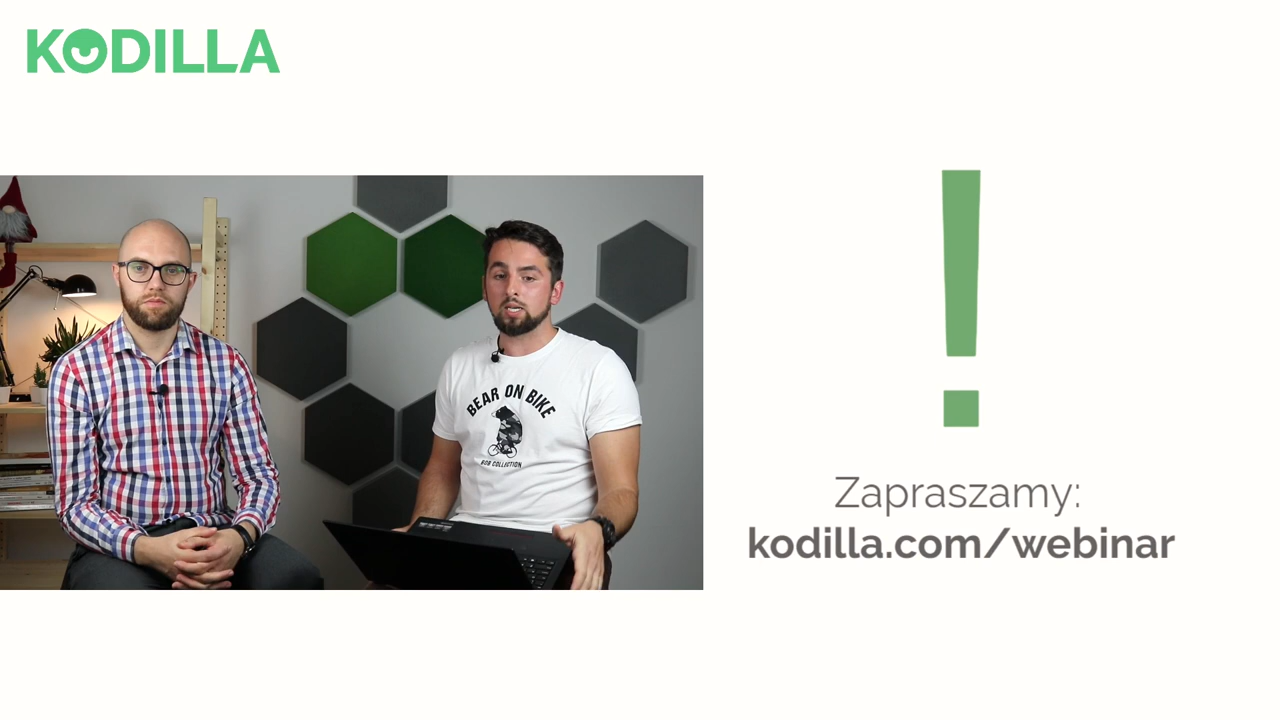 KODILLA
BEAR ON BIKE
BOB COLLECTION
!
Zapraszamy:
kodilla.com/webinar